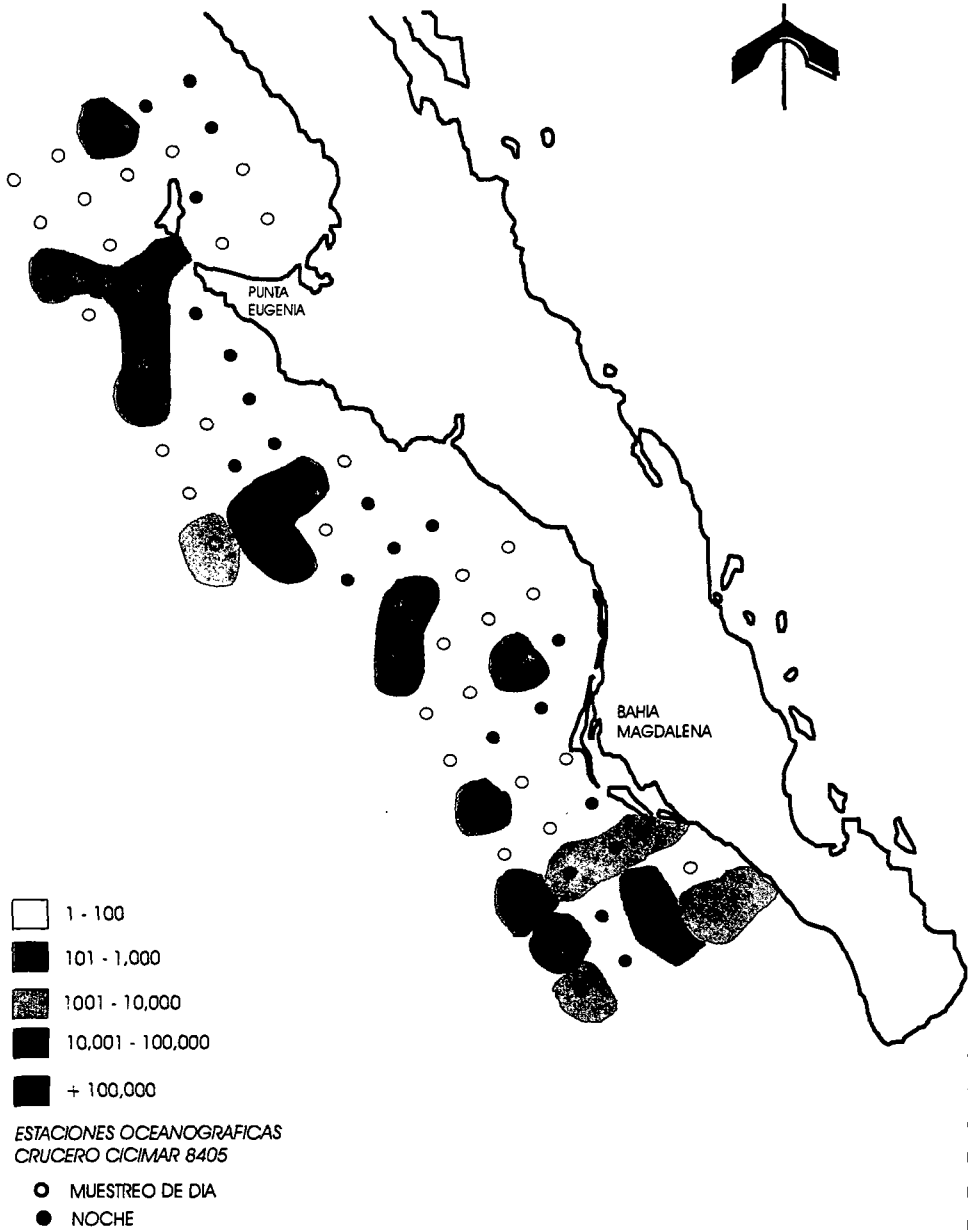 PUNTA
EUGENIA
BAHIA
MAGDALENA
1 - 100
101 - 1,000
1001 - 10,000
10,001 - 100,000
+ 100,000
ESTACIONES OCEANOGRAFICAS
CRUCERO CICIMAR 8405
MUESTREO DE DIA
NOCHE